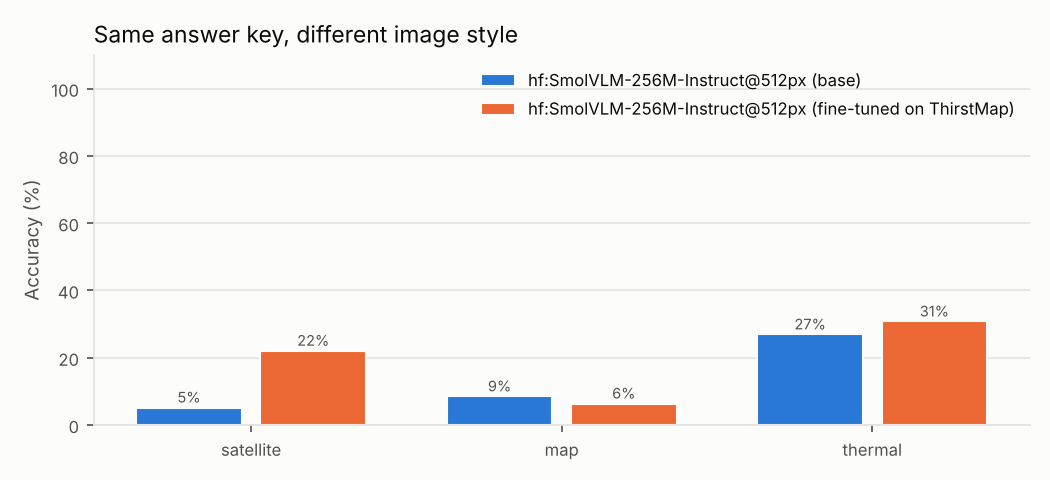 Same answer key, different image style
hf:SmolVLM-256M-Instruct@512px (base)
hf:SmolVLM-256M-Instruct@512px (fine-tuned on ThirstMap)
Accuracy (%)
100
80
60
40
20
0
5%
22%
9%
6%
27%
31%
satellite
map
thermal